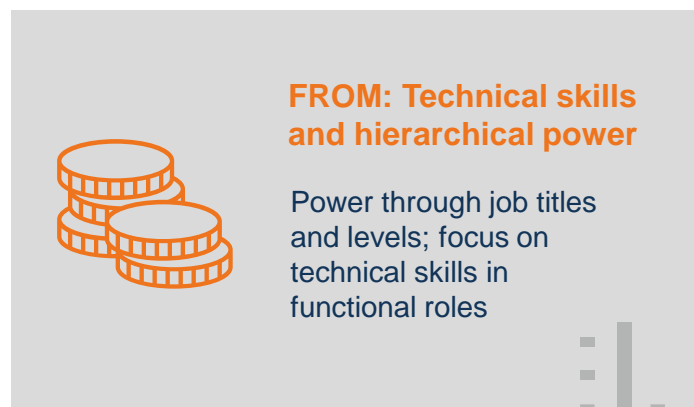 FROM: Technical skills
and hierarchical power
Power through job titles
and levels; focus on
technical skills in
functional roles